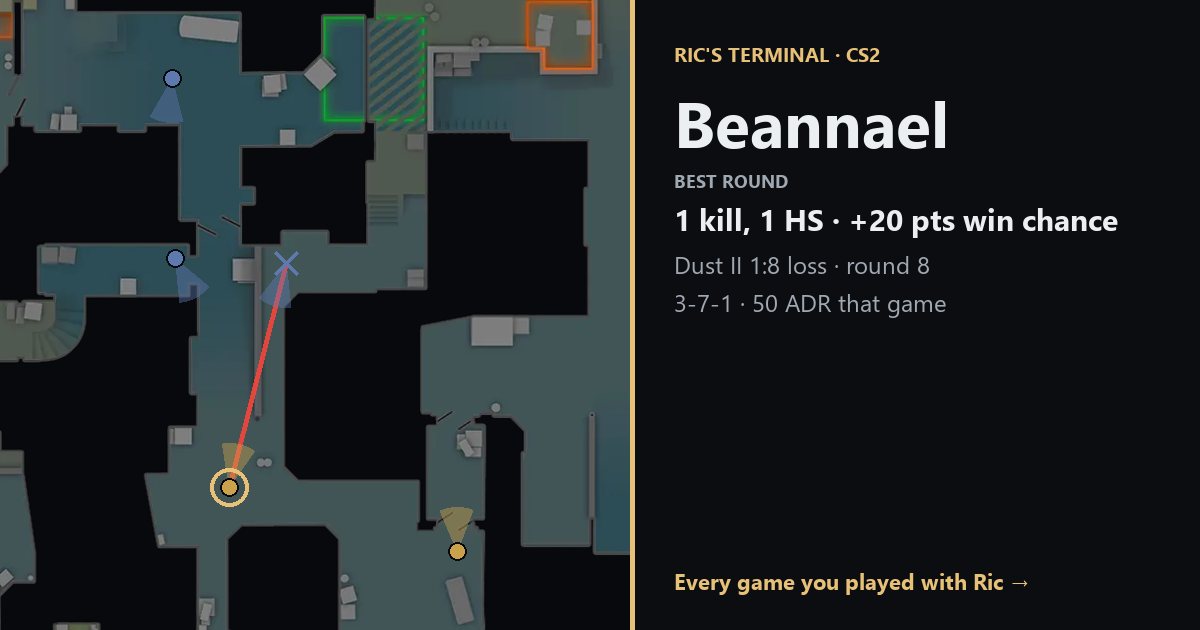 RIC'S TERMINAL · CS2
Beannael
BEST ROUND
1 kill, 1 HS · +20 pts win chance
Dust II 1:8 loss · round 8
3-7-1 · 50 ADR that game
Every game you played with Ric →